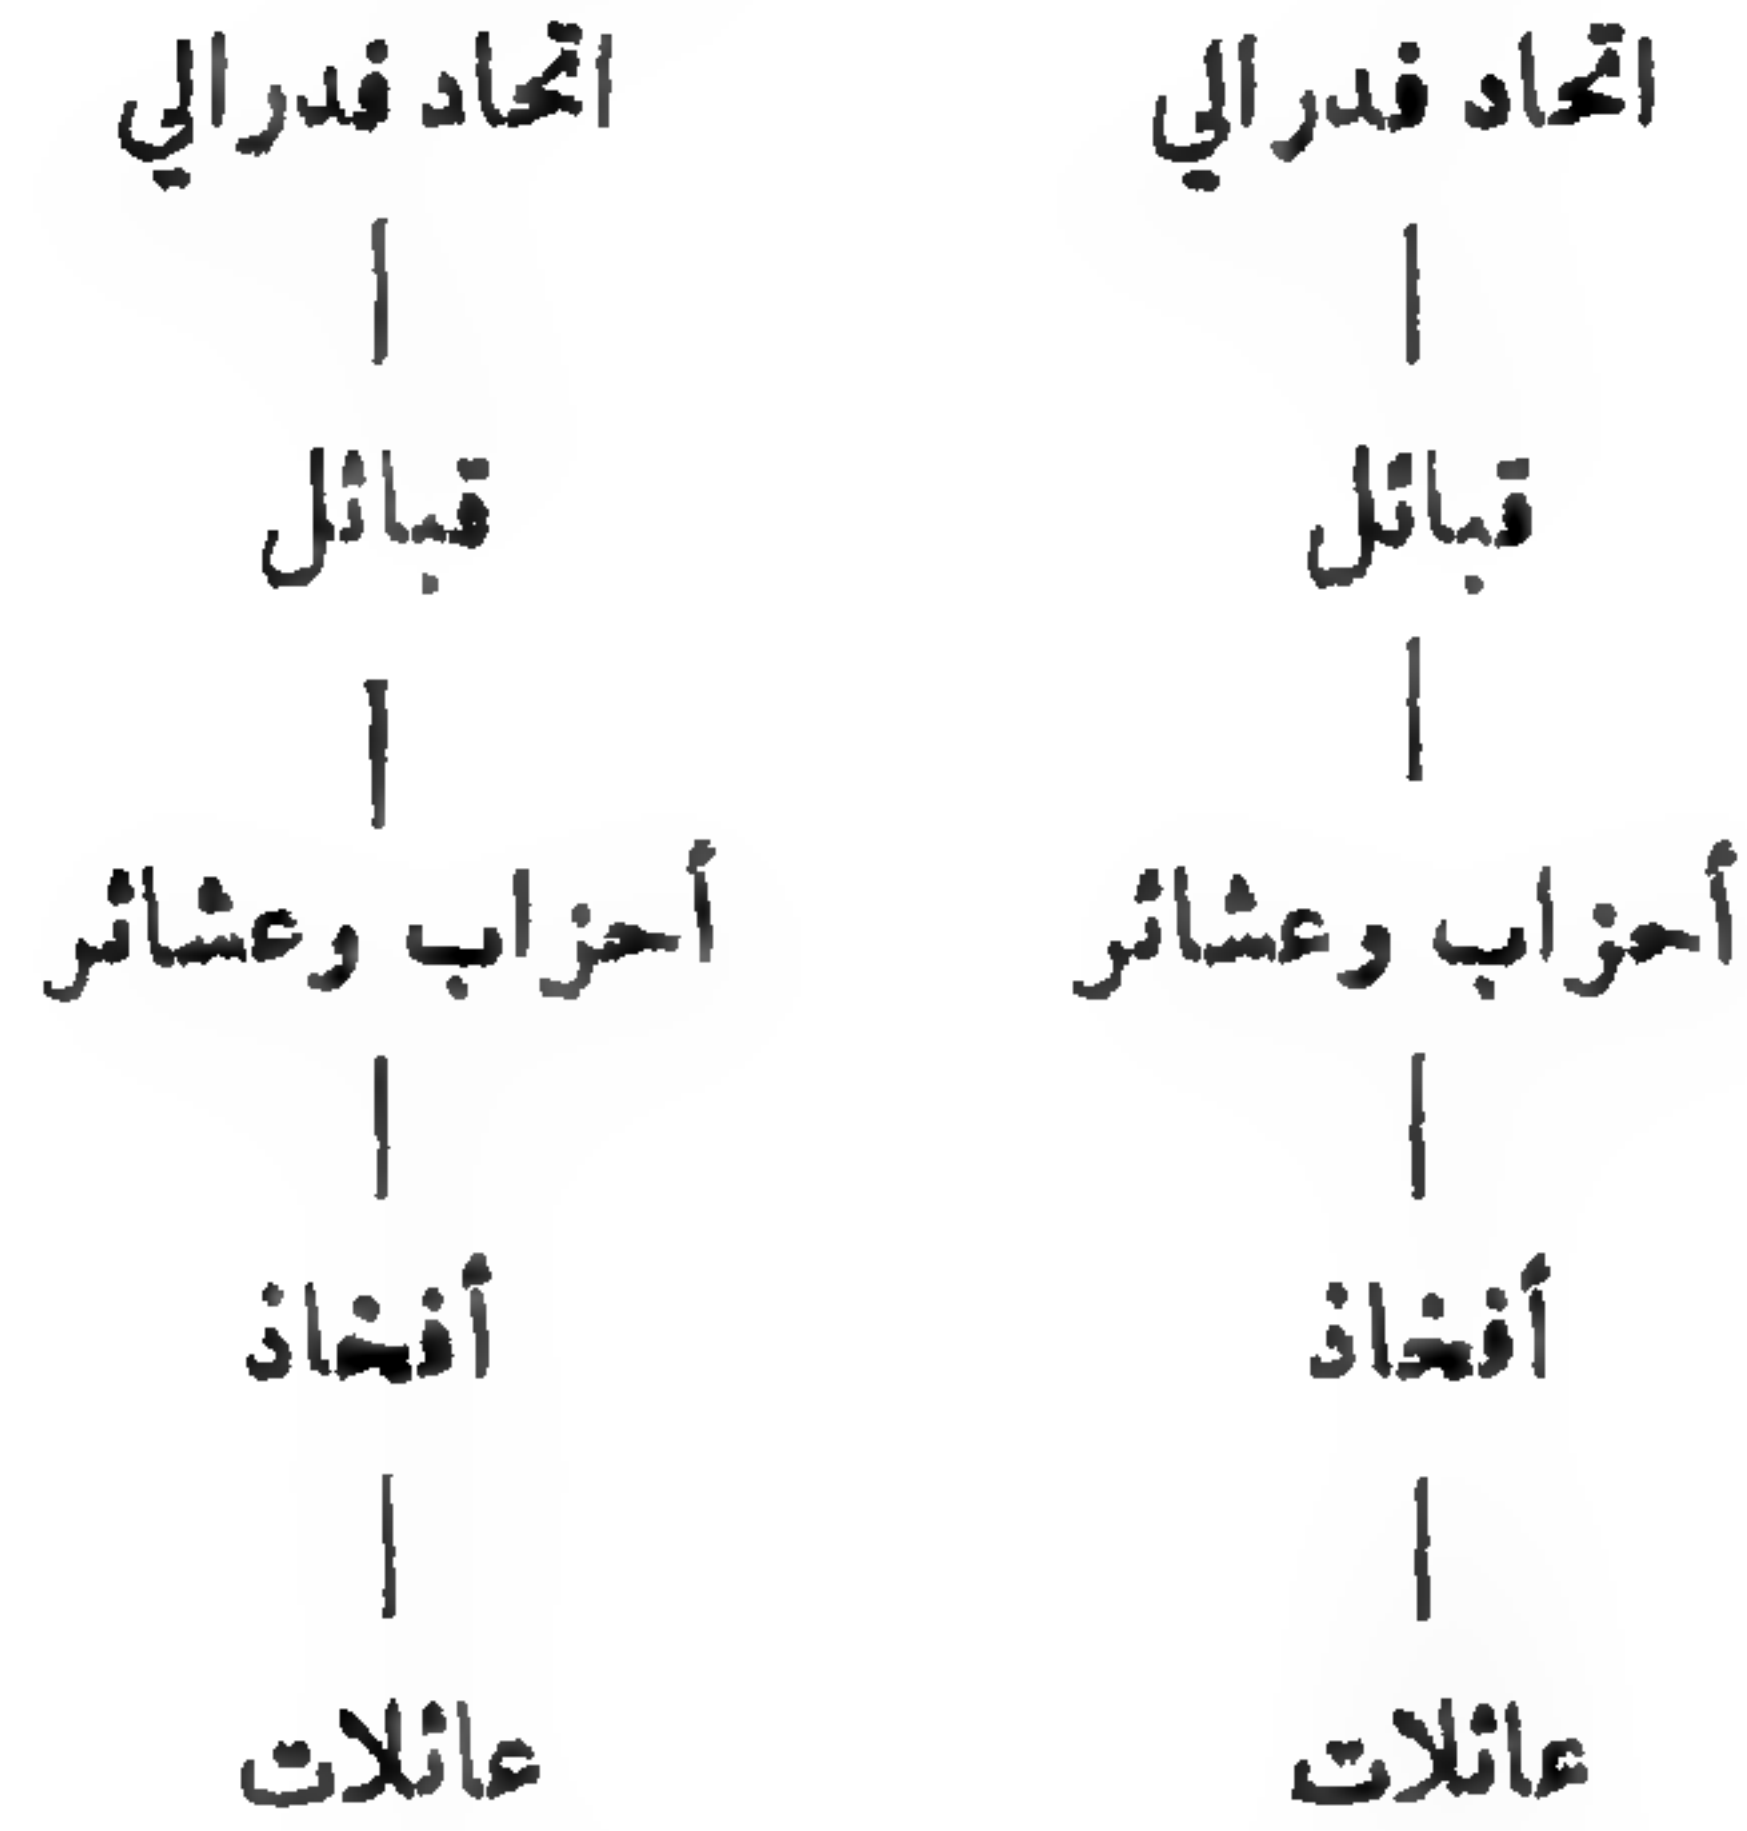 اتحاد فدرالي اتحاد فدرالي
قبائل قبائل
أحزاب وعشائر أحزاب وعشائر
أفخاذ أفخاذ
عائلات عائلات